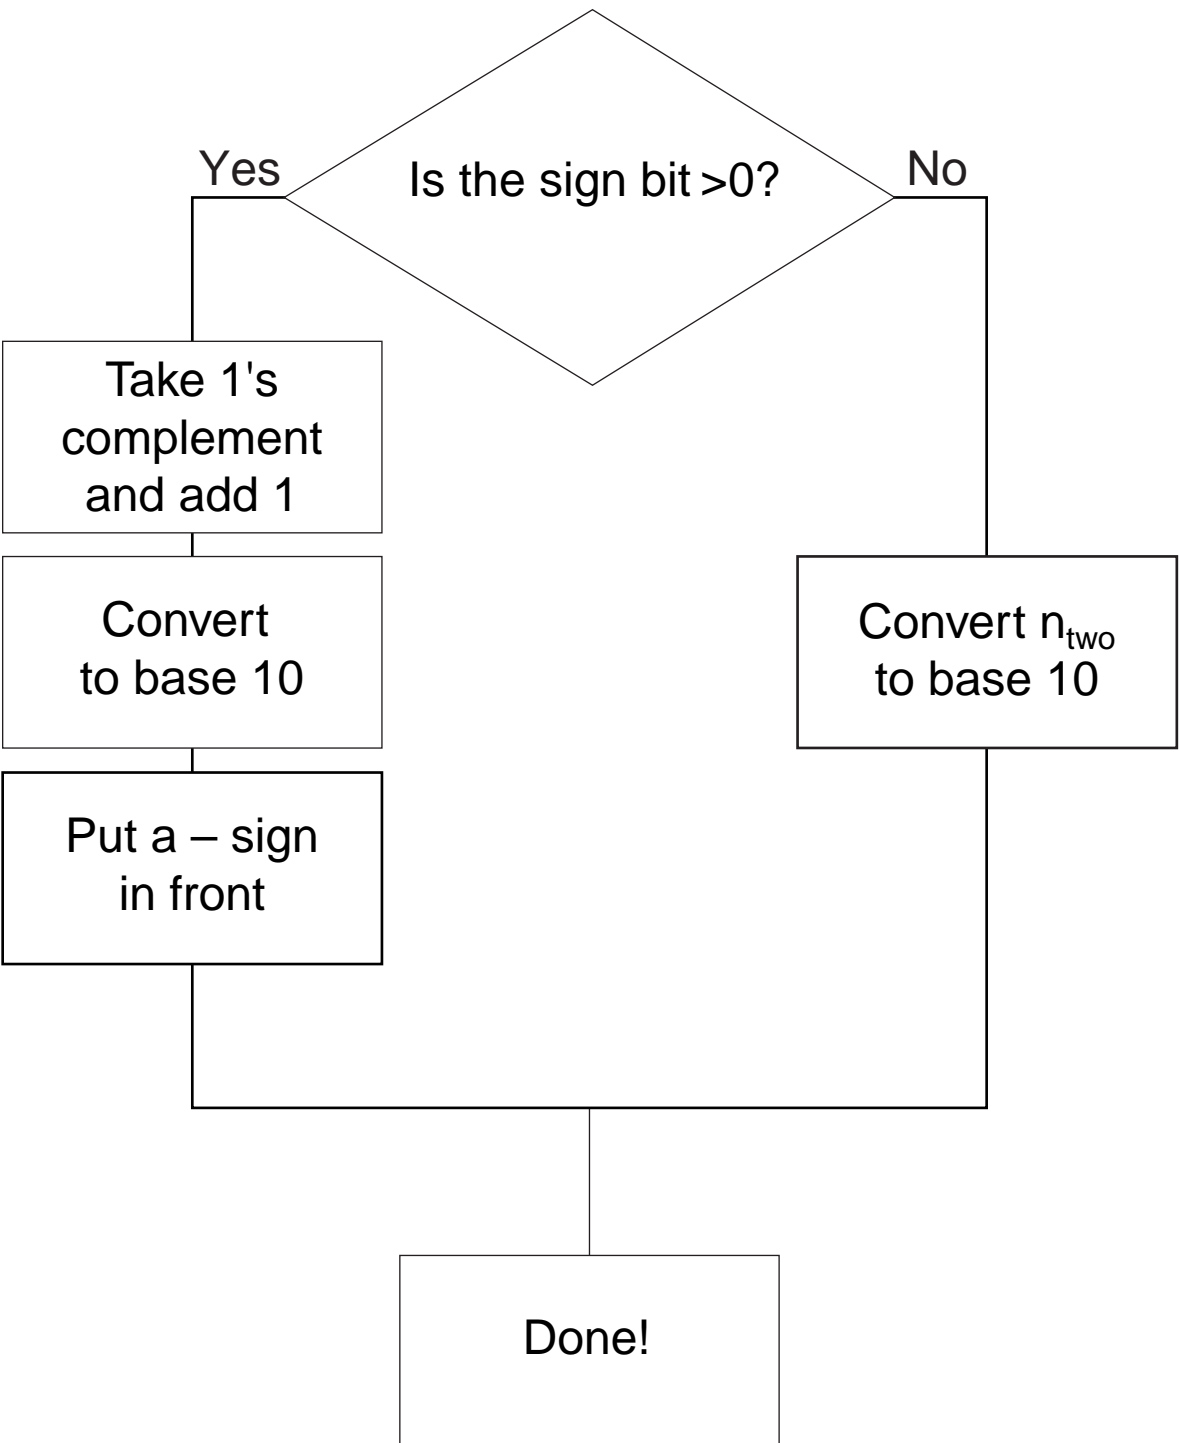 Yes
Is the sign bit >0?
No
Take 1's
complement
and add 1
Convert
to base 10
Convert n_two
to base 10
Put a – sign
in front
Done!